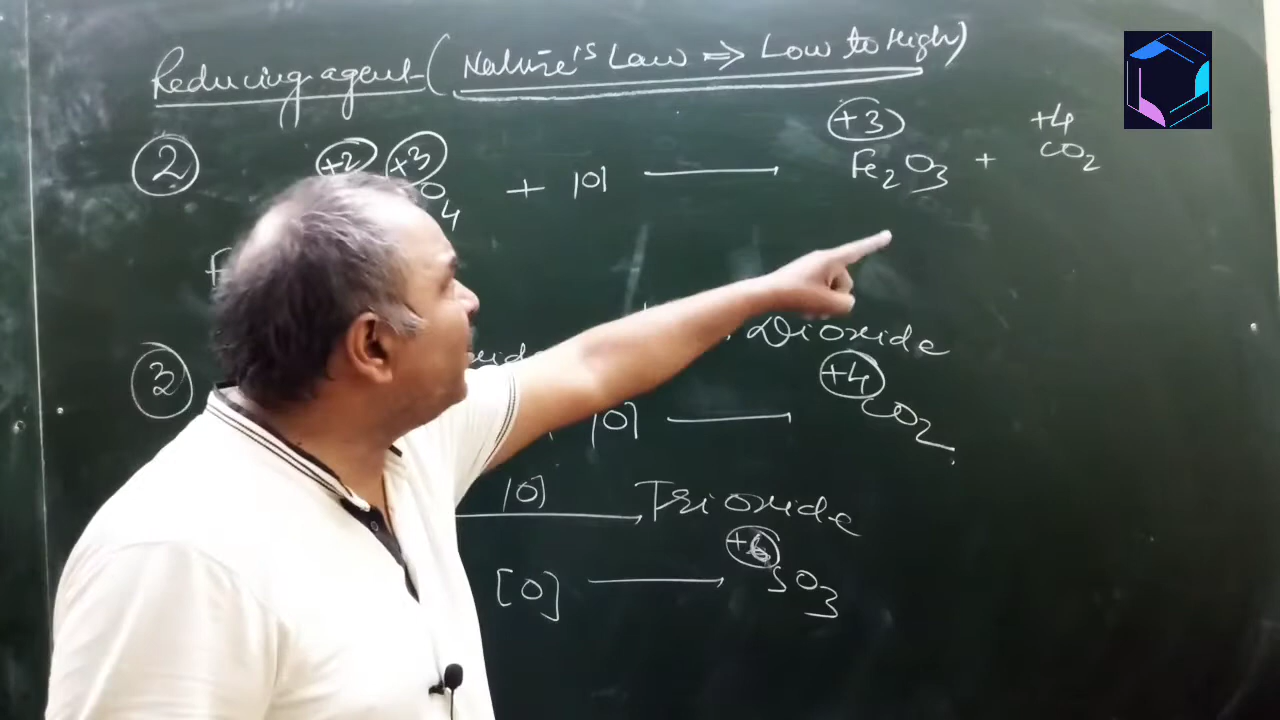 Reducing agent (Nature's Law ⇒ Low to High)
+2 +3 +3 +4
② O4 + |O| → Fe2O3 + CO2
F
Dioxide
③ oxide +4
|O| → CO2
|O| → Trioxide
+6
[O] → SO3